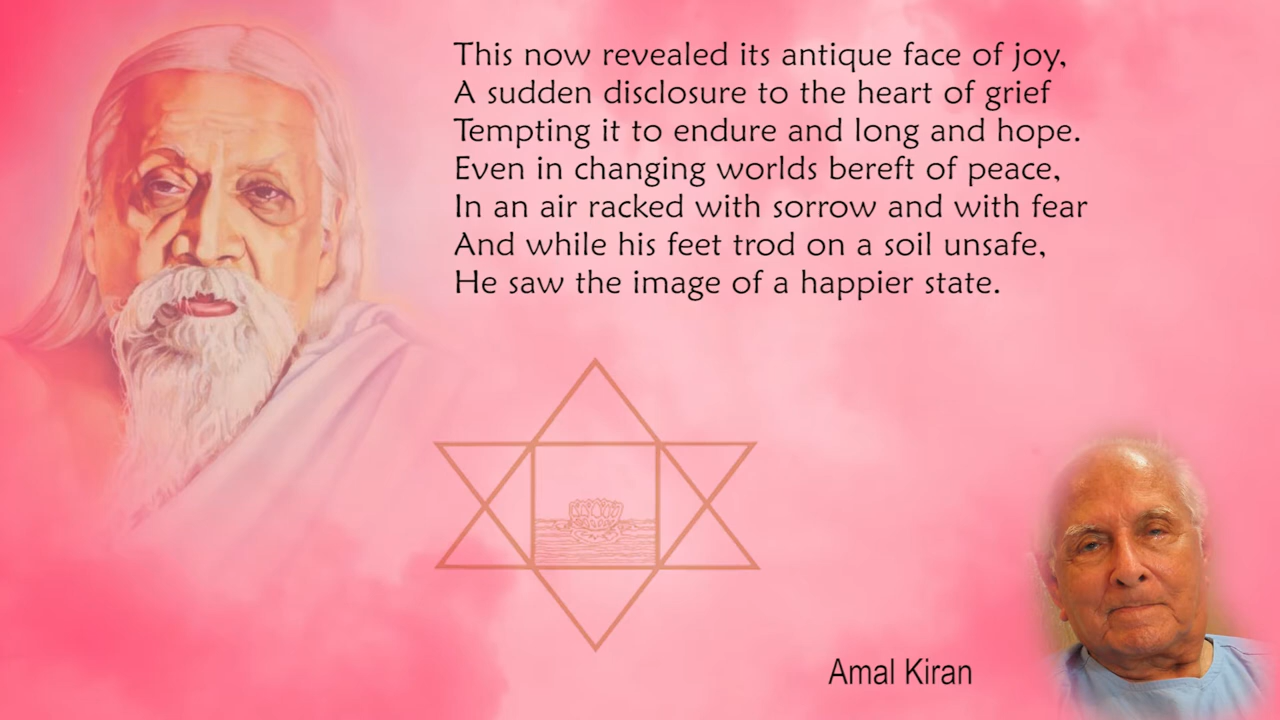 This now revealed its antique face of joy,
A sudden disclosure to the heart of grief
Tempting it to endure and long and hope.
Even in changing worlds bereft of peace,
In an air racked with sorrow and with fear
And while his feet trod on a soil unsafe,
He saw the image of a happier state.
Amal Kiran